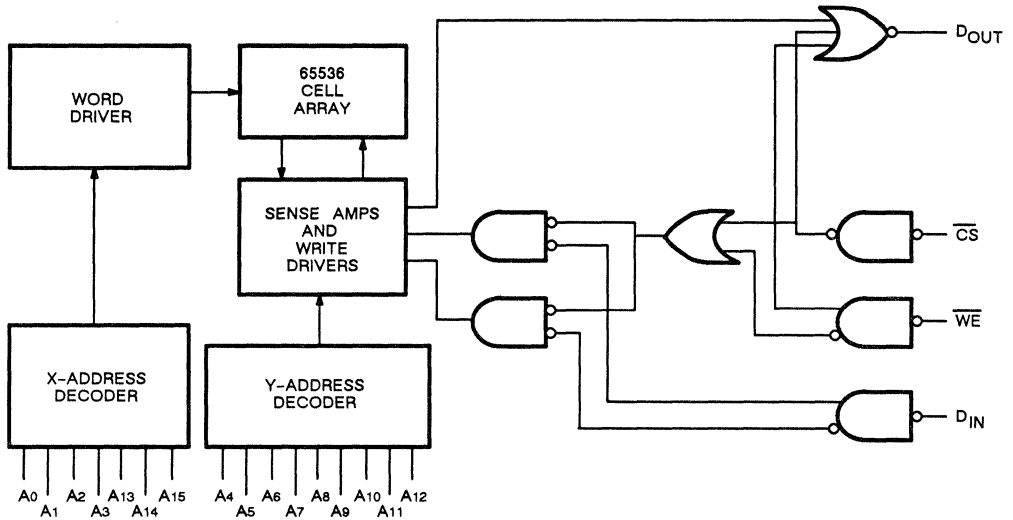 WORD
DRIVER
65536
CELL
ARRAY
DOUT
SENSE AMPS
AND
WRITE
DRIVERS
CS
WE
X-ADDRESS
DECODER
Y-ADDRESS
DECODER
DIN
A0 A1 A2 A3 A13 A14 A15
A4 A5 A6 A7 A8 A9 A10 A11 A12